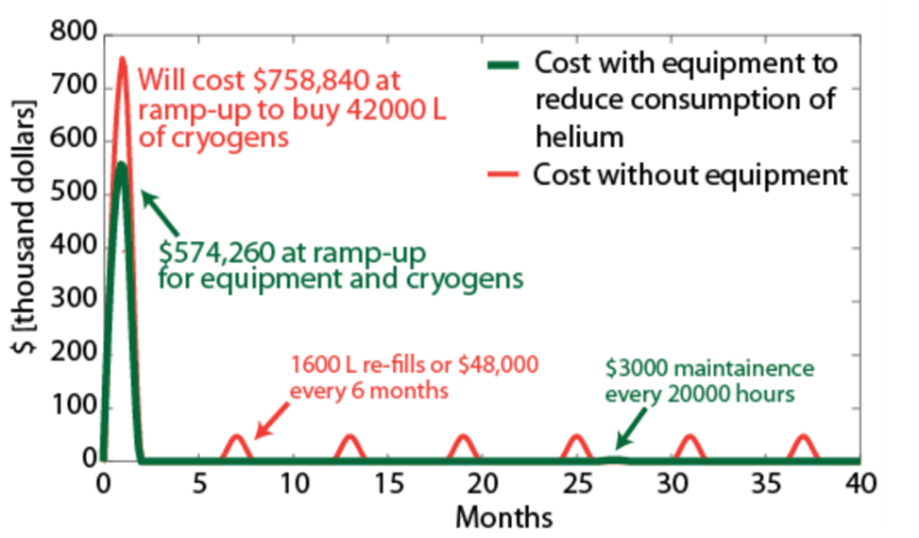 800
700
600
500
400
300
200
100
0
$ [thousand dollars]
Will cost $758,840 at
ramp-up to buy 42000 L
of cryogens
Cost with equipment to
reduce consumption of
helium
Cost without equipment
$574,260 at ramp-up
for equipment and cryogens
1600 L re-fills or $48,000
every 6 months
$3000 maintainence
every 20000 hours
0 5 10 15 20 25 30 35 40
Months